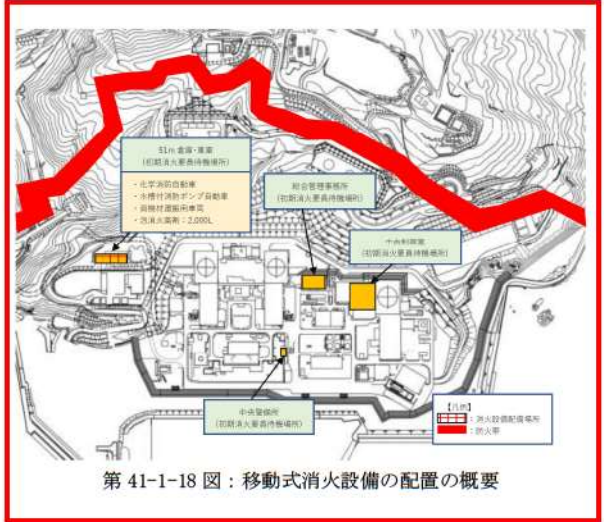 51m 倉庫・車庫
(初期消火要員待機場所)
・化学消防自動車
・水槽付消防ポンプ自動車
・資機材運搬用車両
・泡消火薬剤:2,000L
総合管理事務所
(初期消火要員待機場所)
中央制御室
(初期消火要員待機場所)
中央警備所
(初期消火要員待機場所)
【凡例】
:消火設備配備場所
:防火帯
第 41-1-18 図:移動式消火設備の配置の概要